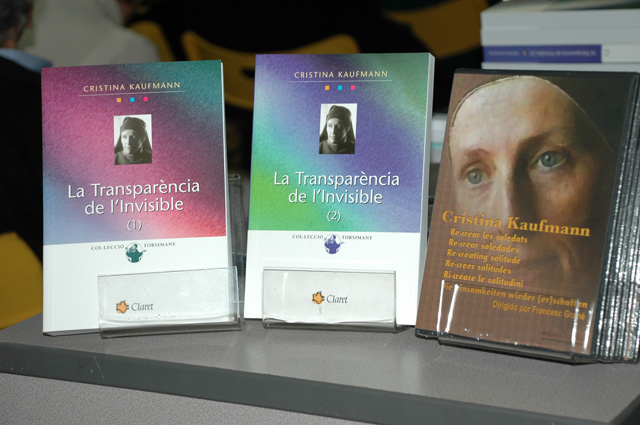 CRISTINA KAUFMANN
La Transparència
de l'Invisible
(1)
COL·LECCIÓ TORSIMANY
Claret
CRISTINA KAUFMANN
La Transparència
de l'Invisible
(2)
COL·LECCIÓ TORSIMANY
Claret
Cristina Kaufmann
Re-crear les soledats
Re-crear soledades
Re-creating solitude
Re-créer solitudes
Ri-creare le solitudini
Einsamkeiten wieder [er]schaffen
Dirigida por Francesc Grané